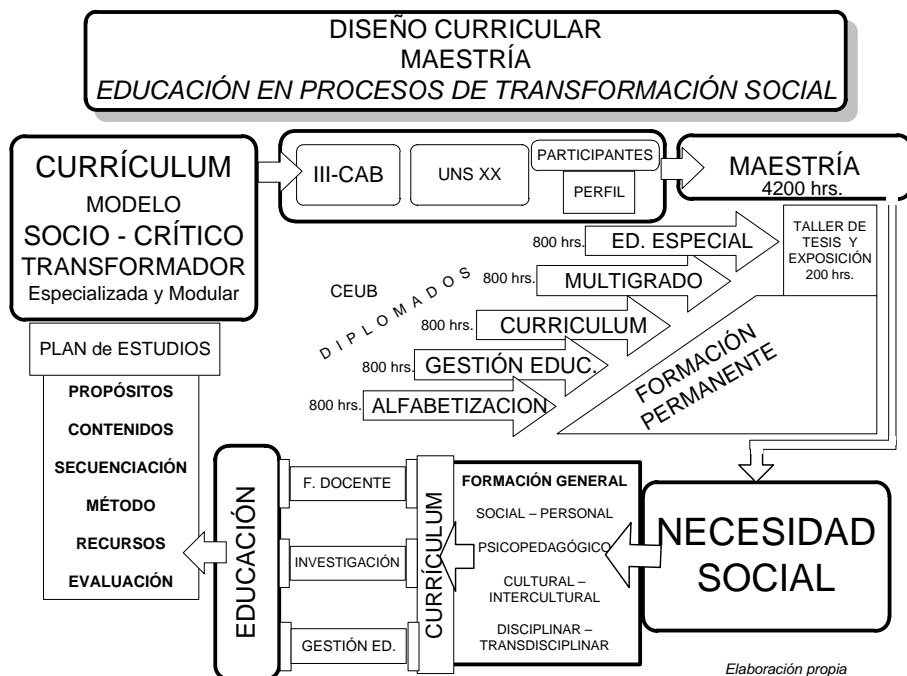 DISEÑO CURRICULAR
MAESTRÍA
EDUCACIÓN EN PROCESOS DE TRANSFORMACIÓN SOCIAL
CURRÍCULUM
MODELO
SOCIO - CRÍTICO
TRANSFORMADOR
Especializada y Modular
III-CAB
UNS XX
PARTICIPANTES
PERFIL
MAESTRÍA
4200 hrs.
TALLER DE
TESIS Y
EXPOSICIÓN
200 hrs.
CEUB
DIPLOMADOS
800 hrs.
ED. ESPECIAL
800 hrs.
MULTIGRADO
800 hrs.
CURRICULUM
800 hrs.
GESTIÓN EDUC.
800 hrs.
ALFABETIZACION
FORMACIÓN
PERMANENTE
PLAN de ESTUDIOS
PROPÓSITOS
CONTENIDOS
SECUENCIACIÓN
MÉTODO
RECURSOS
EVALUACIÓN
EDUCACIÓN
F. DOCENTE
INVESTIGACIÓN
GESTIÓN ED.
CURRÍCULUM
FORMACIÓN GENERAL
SOCIAL – PERSONAL
PSICOPEDAGÓGICO
CULTURAL –
INTERCULTURAL
DISCIPLINAR –
TRANSDISCIPLINAR
NECESIDAD
SOCIAL
Elaboración propia